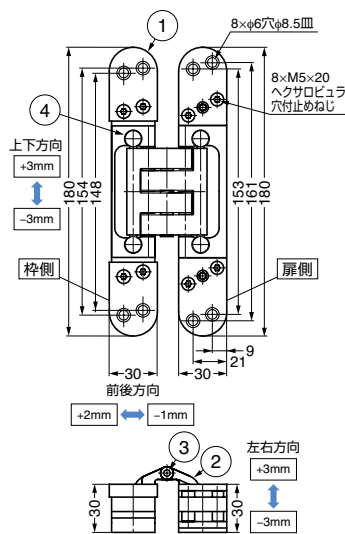 ①
8×φ6穴φ8.5皿
8×M5×20
ヘクサロビュラ
穴付止めねじ
④
上下方向
+3mm
−3mm
180
154
148
153
161
180
枠側
扉側
30
30
9
21
前後方向
+2mm
−1mm
③
②
左右方向
+3mm
−3mm
30
30